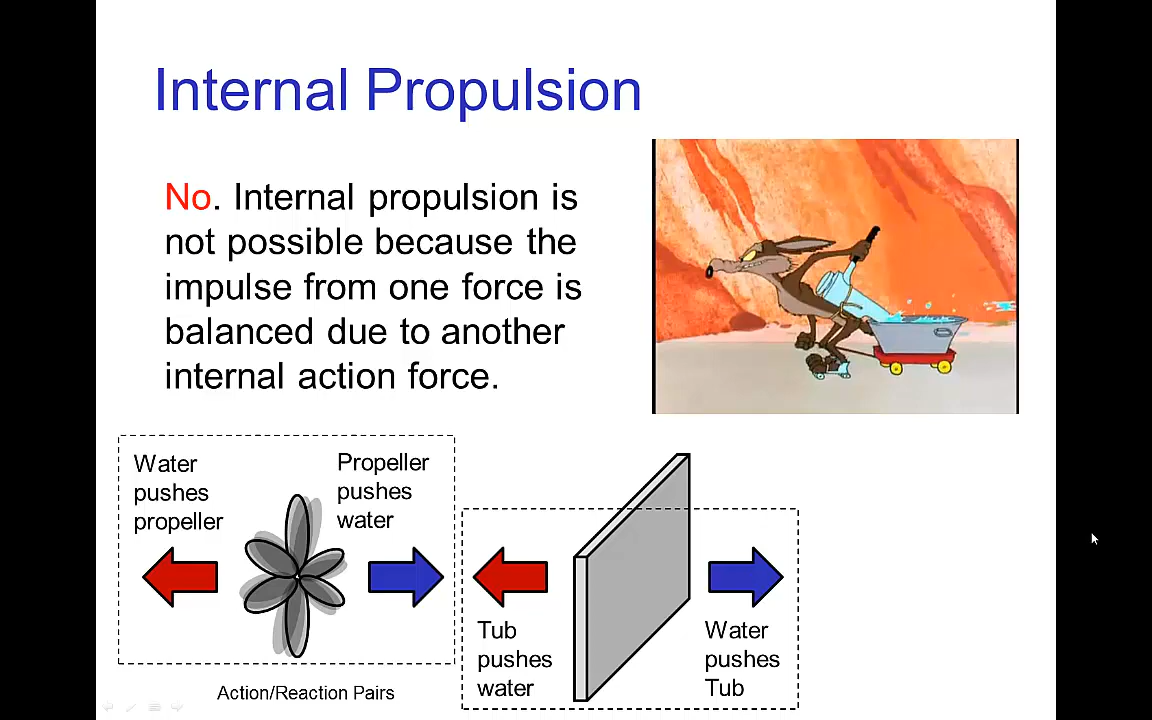 Internal Propulsion
No. Internal propulsion is
not possible because the
impulse from one force is
balanced due to another
internal action force.
Water
pushes
propeller
Propeller
pushes
water
Tub
pushes
water
Water
pushes
Tub
Action/Reaction Pairs